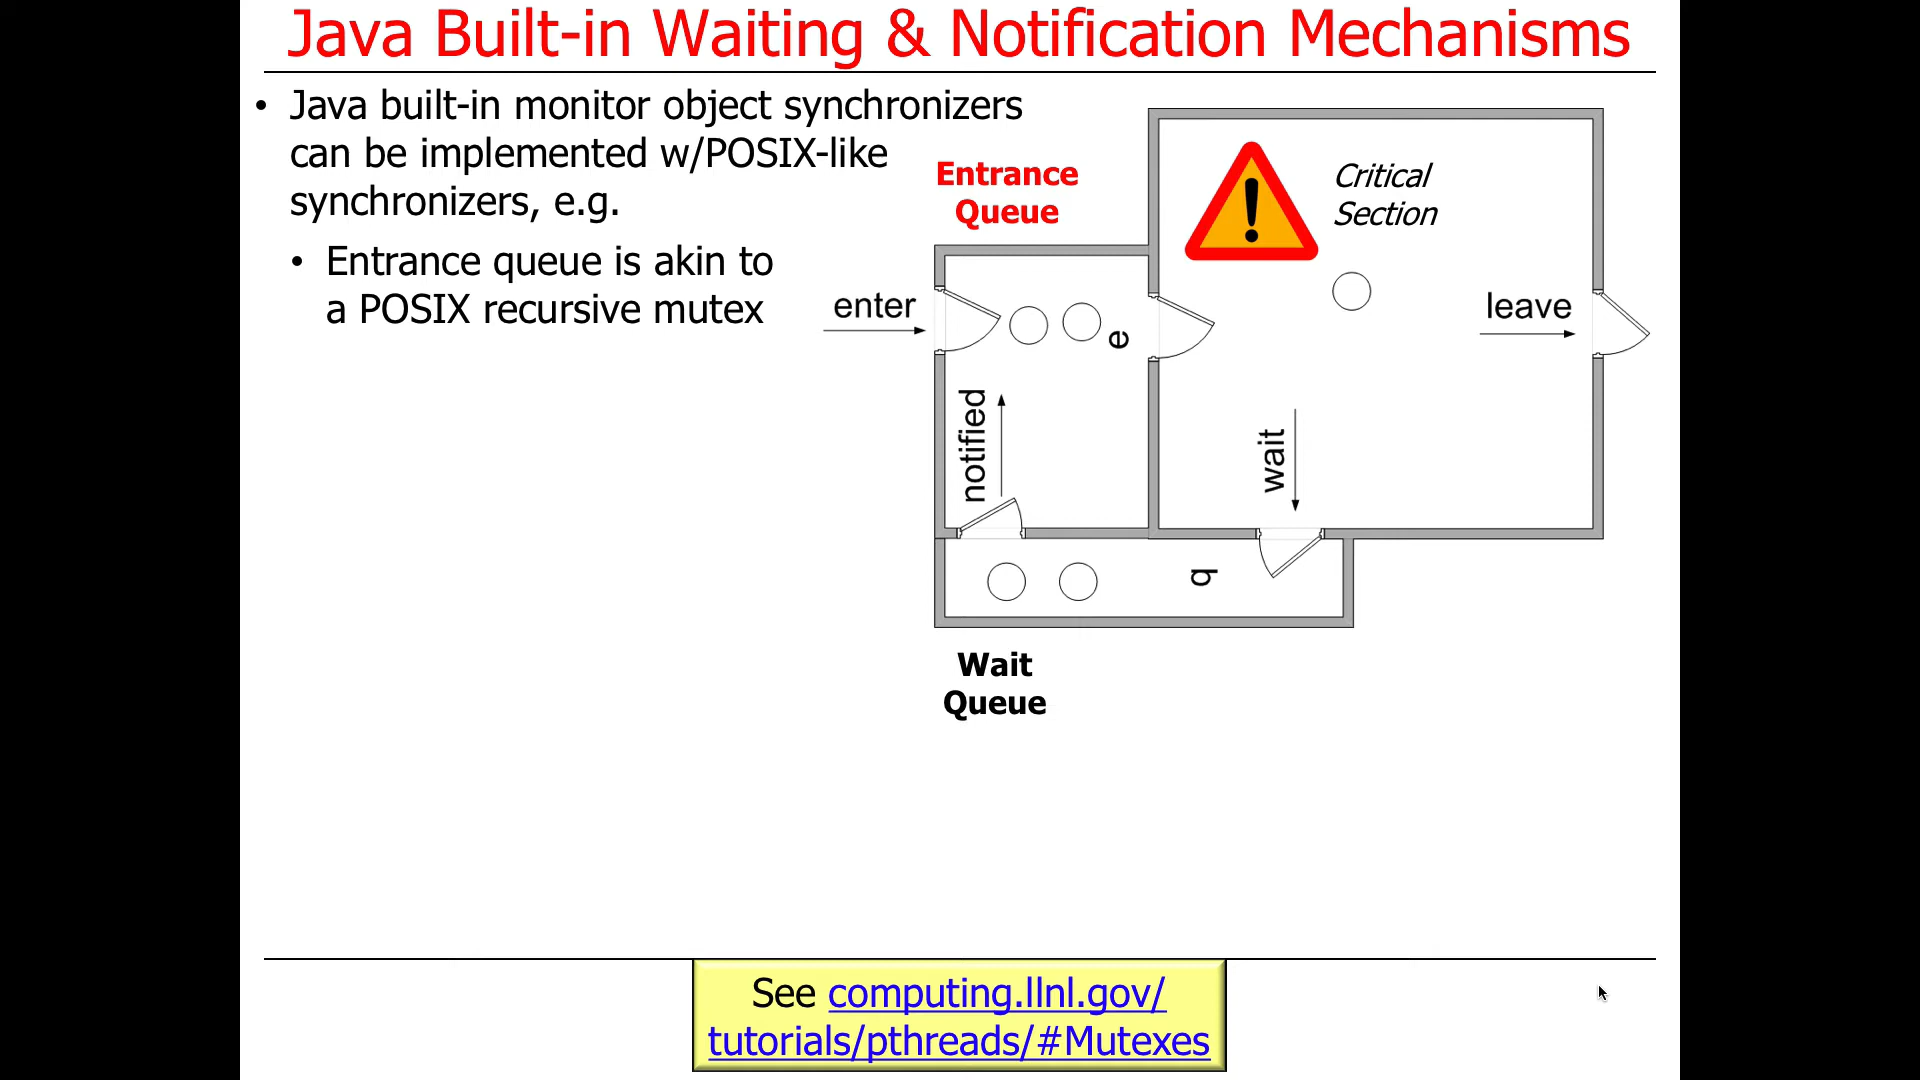 Java Built-in Waiting & Notification Mechanisms
• Java built-in monitor object synchronizers
can be implemented w/POSIX-like
synchronizers, e.g.
• Entrance queue is akin to
a POSIX recursive mutex
Entrance
Queue
Critical
Section
enter
e
leave
notified
wait
q
Wait
Queue
See computing.llnl.gov/
tutorials/pthreads/#Mutexes